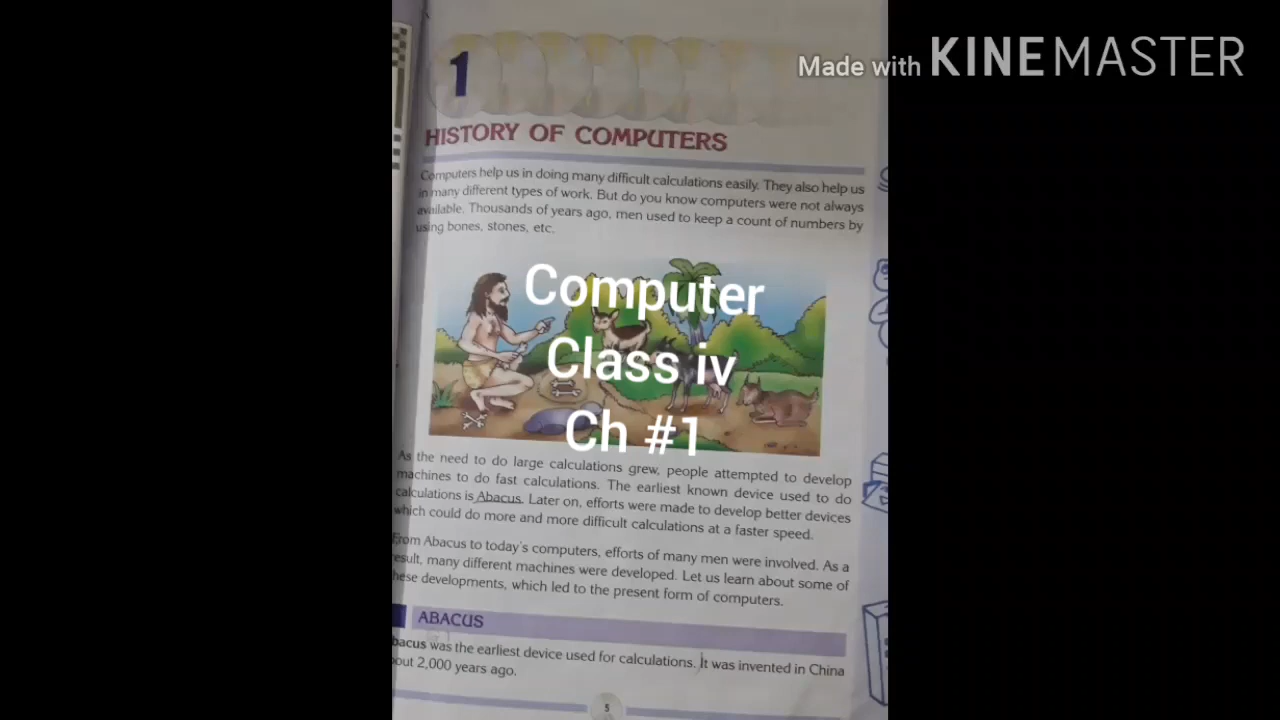 Made with KINEMASTER
1
HISTORY OF COMPUTERS
Computers help us in doing many difficult calculations easily. They also help us
in many different types of work. But do you know computers were not always
available. Thousands of years ago, men used to keep a count of numbers by
using bones, stones, etc.
Computer
Class iv
Ch #1
As the need to do large calculations grew, people attempted to develop
machines to do fast calculations. The earliest known device used to do
calculations is Abacus. Later on, efforts were made to develop better devices
which could do more and more difficult calculations at a faster speed.
From Abacus to today's computers, efforts of many men were involved. As a
result, many different machines were developed. Let us learn about some of
hese developments, which led to the present form of computers.
ABACUS
bacus was the earliest device used for calculations. It was invented in China
out 2,000 years ago.
5